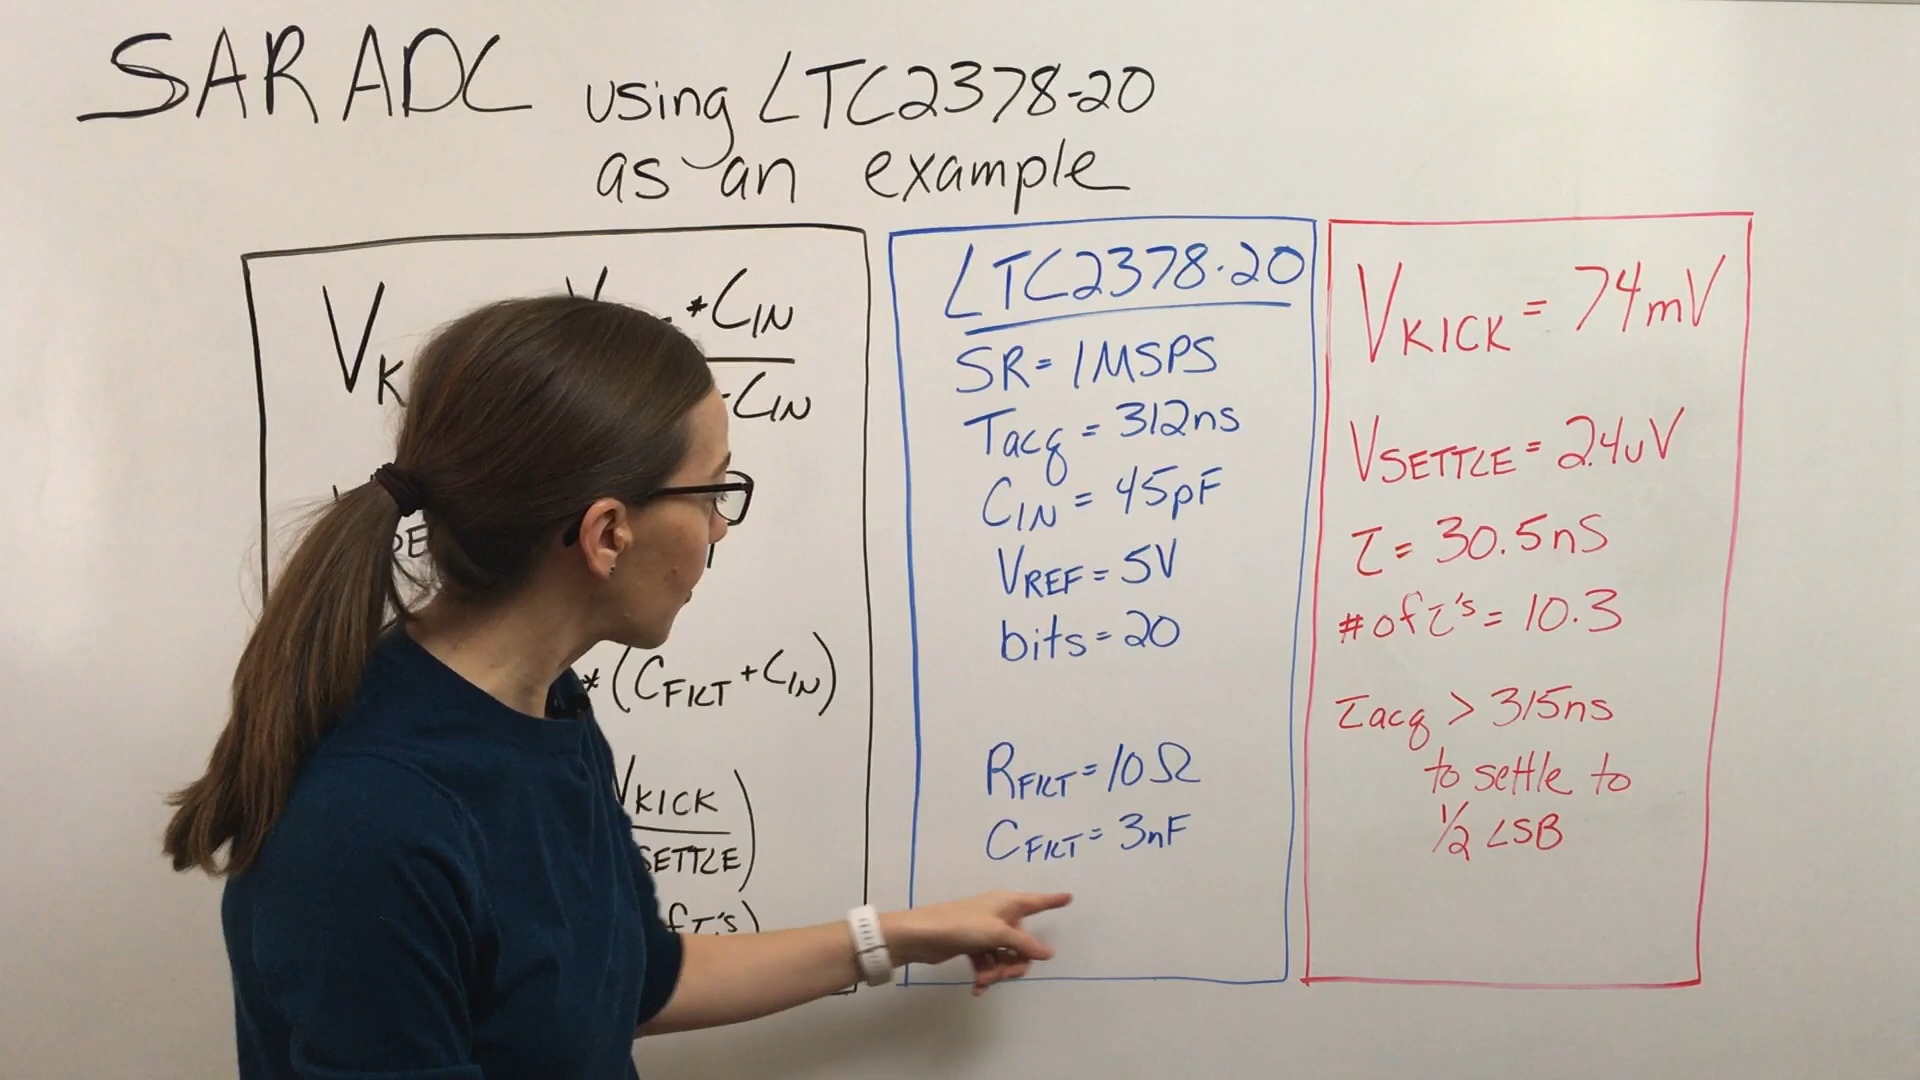 SAR ADC using LTC2378-20
as an example
*CIN
CIN
*(CFILT + CIN)
VKICK
SETTLE)
LTC2378-20
SR = 1MSPS
Tacq = 312ns
CIN = 45pF
VREF = 5V
bits = 20
RFILT = 10Ω
CFILT = 3nF
VKICK = 74mV
VSETTLE = 2.4uV
τ = 30.5nS
# of τ's = 10.3
τacq > 315ns
to settle to
1/2 LSB